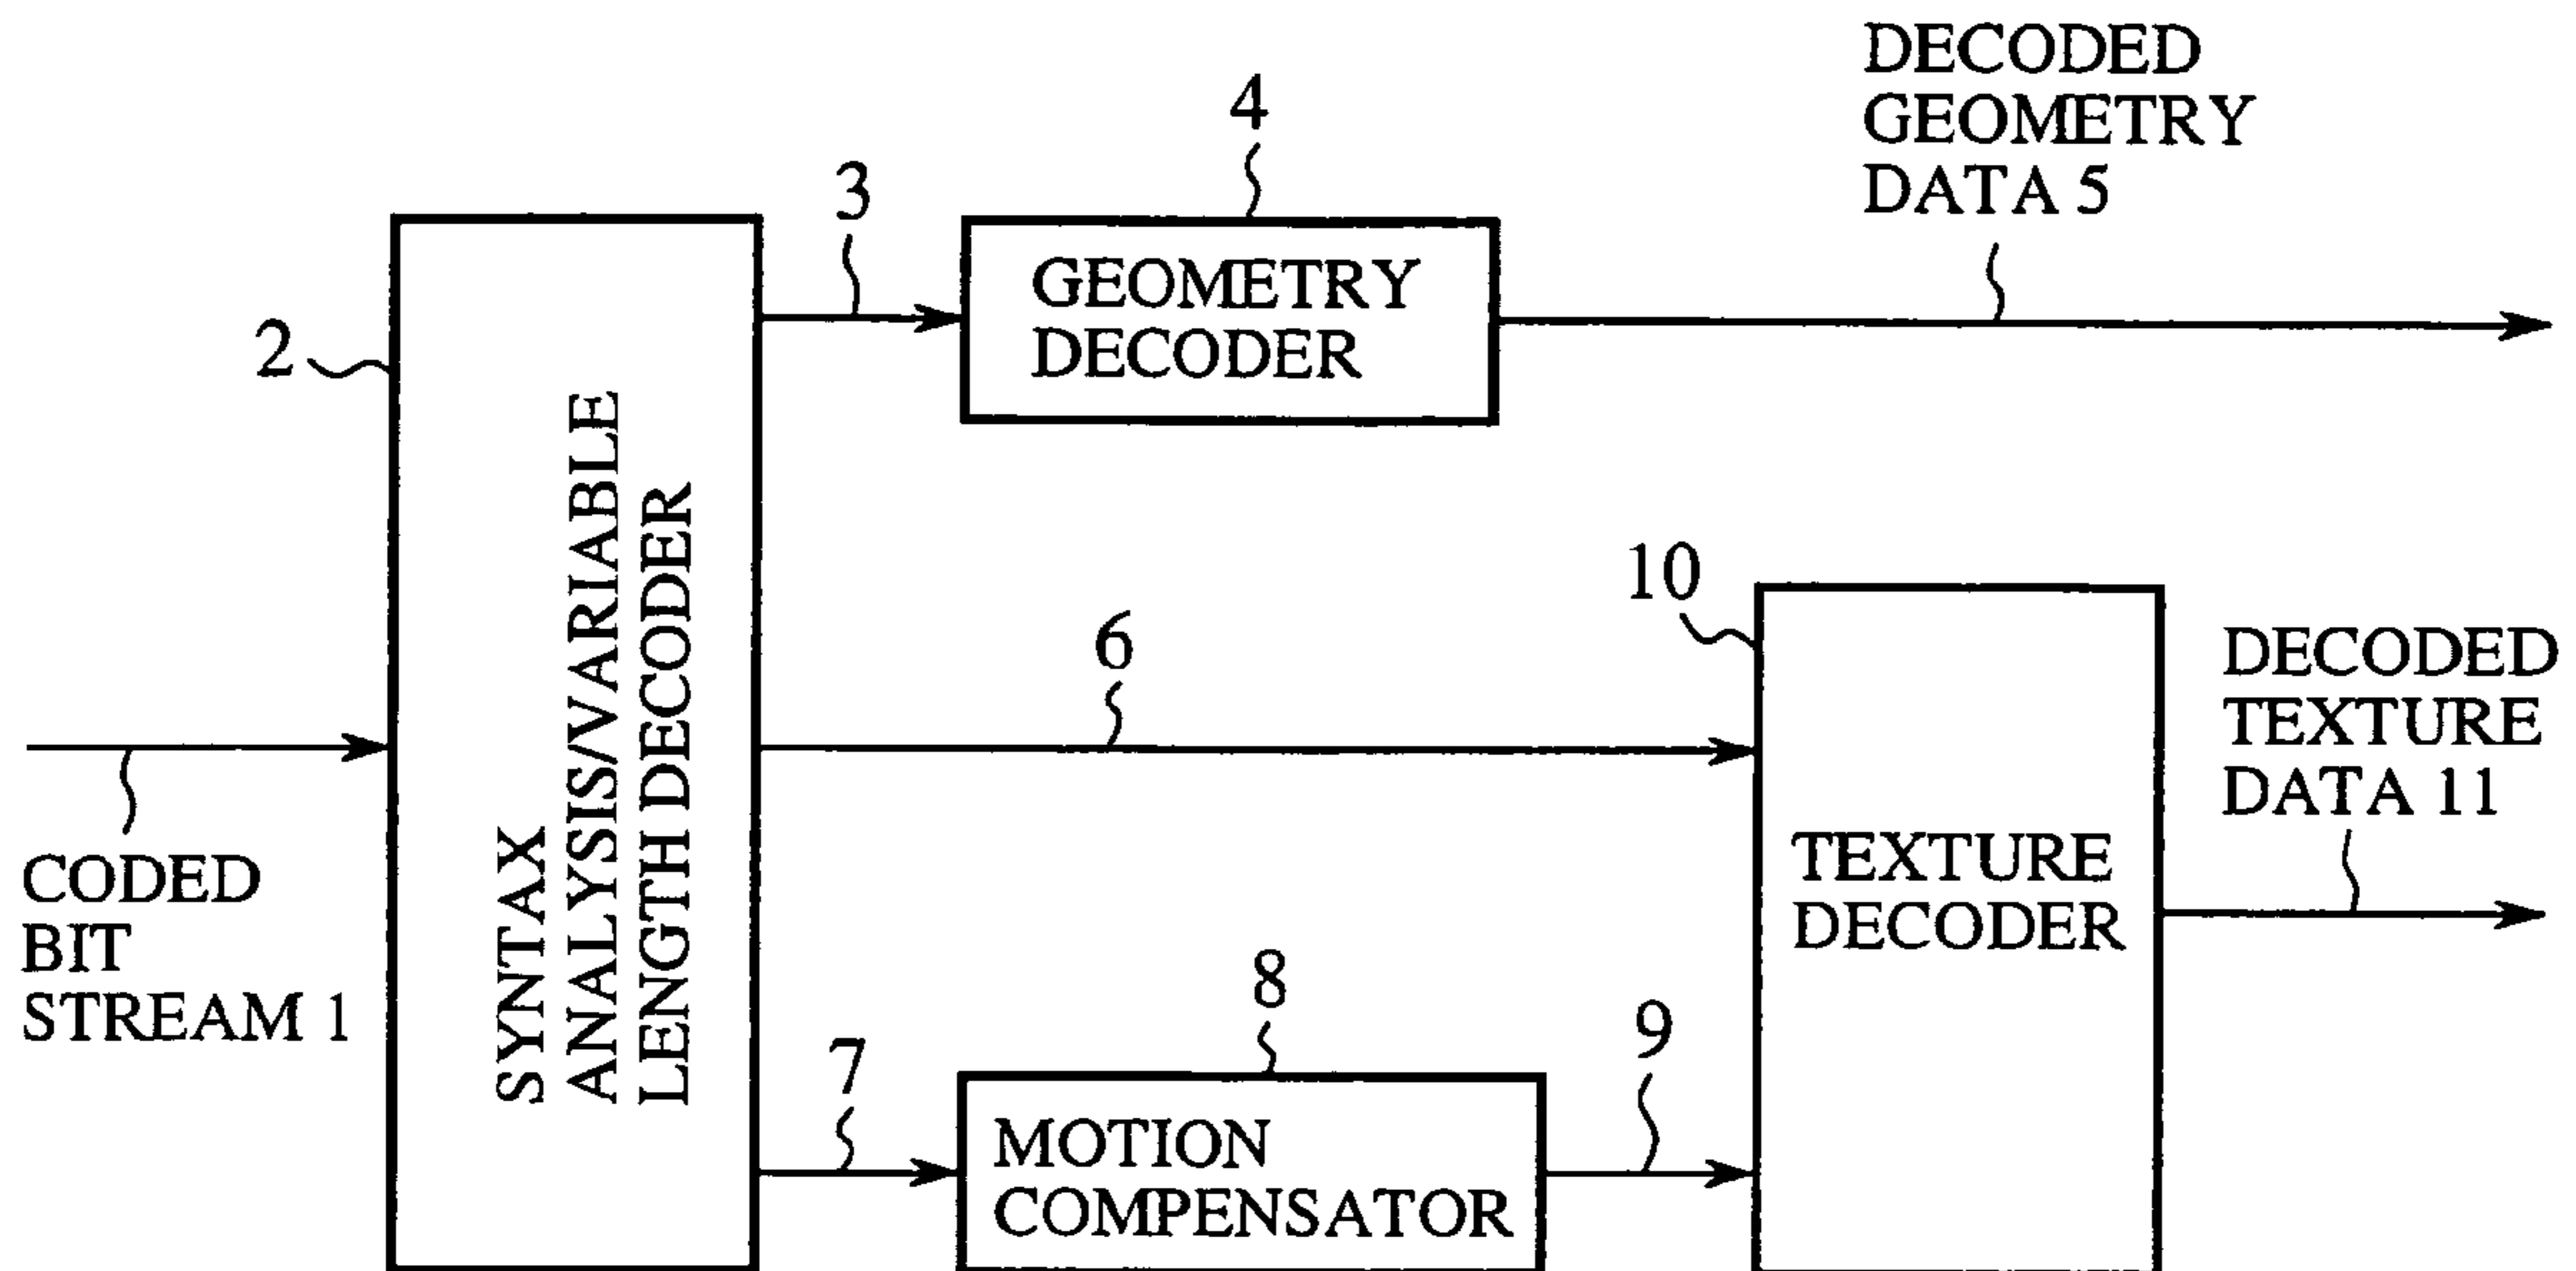 DECODED
GEOMETRY
DATA 5
4
3
GEOMETRY
DECODER
2
SYNTAX
ANALYSIS/VARIABLE
LENGTH DECODER
10
6
DECODED
TEXTURE
DATA 11
TEXTURE
DECODER
CODED
BIT
STREAM 1
8
9
7
MOTION
COMPENSATOR